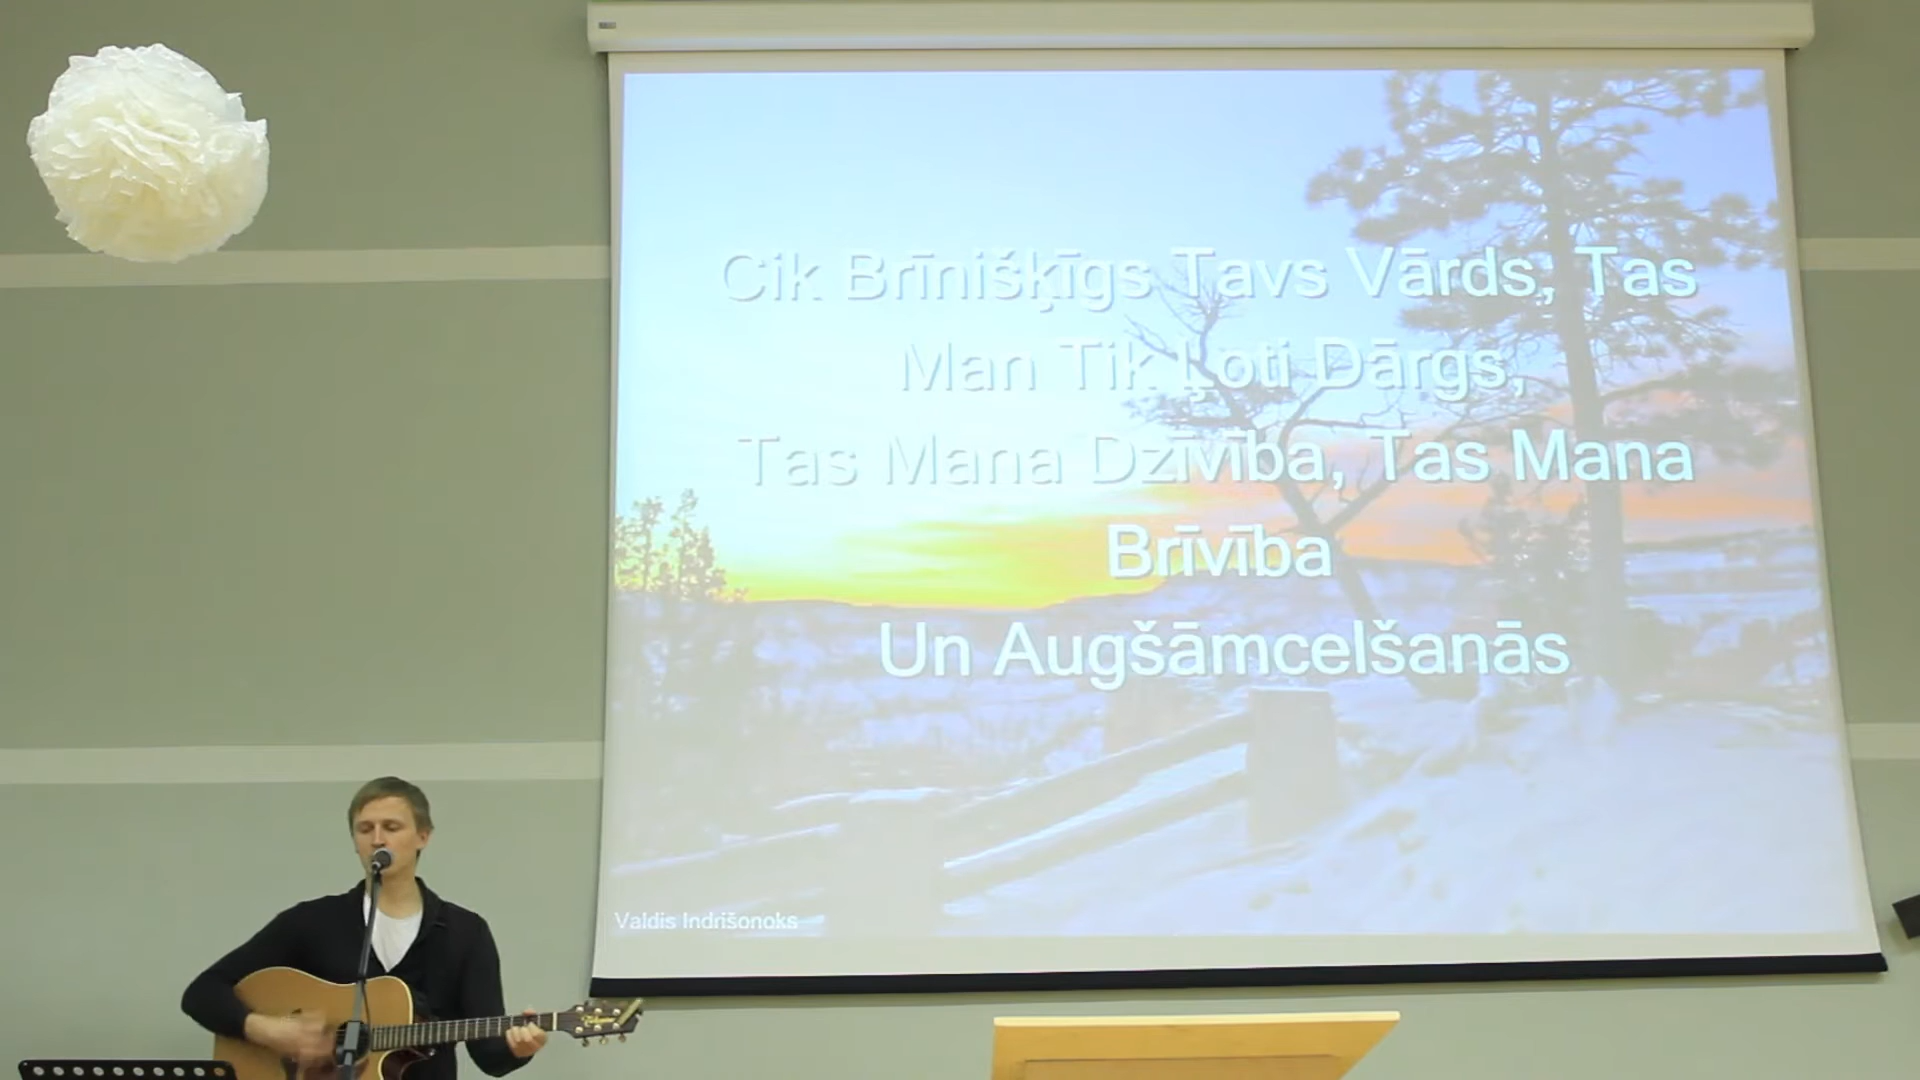 Cik Brīnišķīgs Tavs Vārds, Tas
Man Tik Ļoti Dārgs,
Tas Mana Dzīvība, Tas Mana
Brīvība
Un Augšāmcelšanās
Valdis Indrišonoks